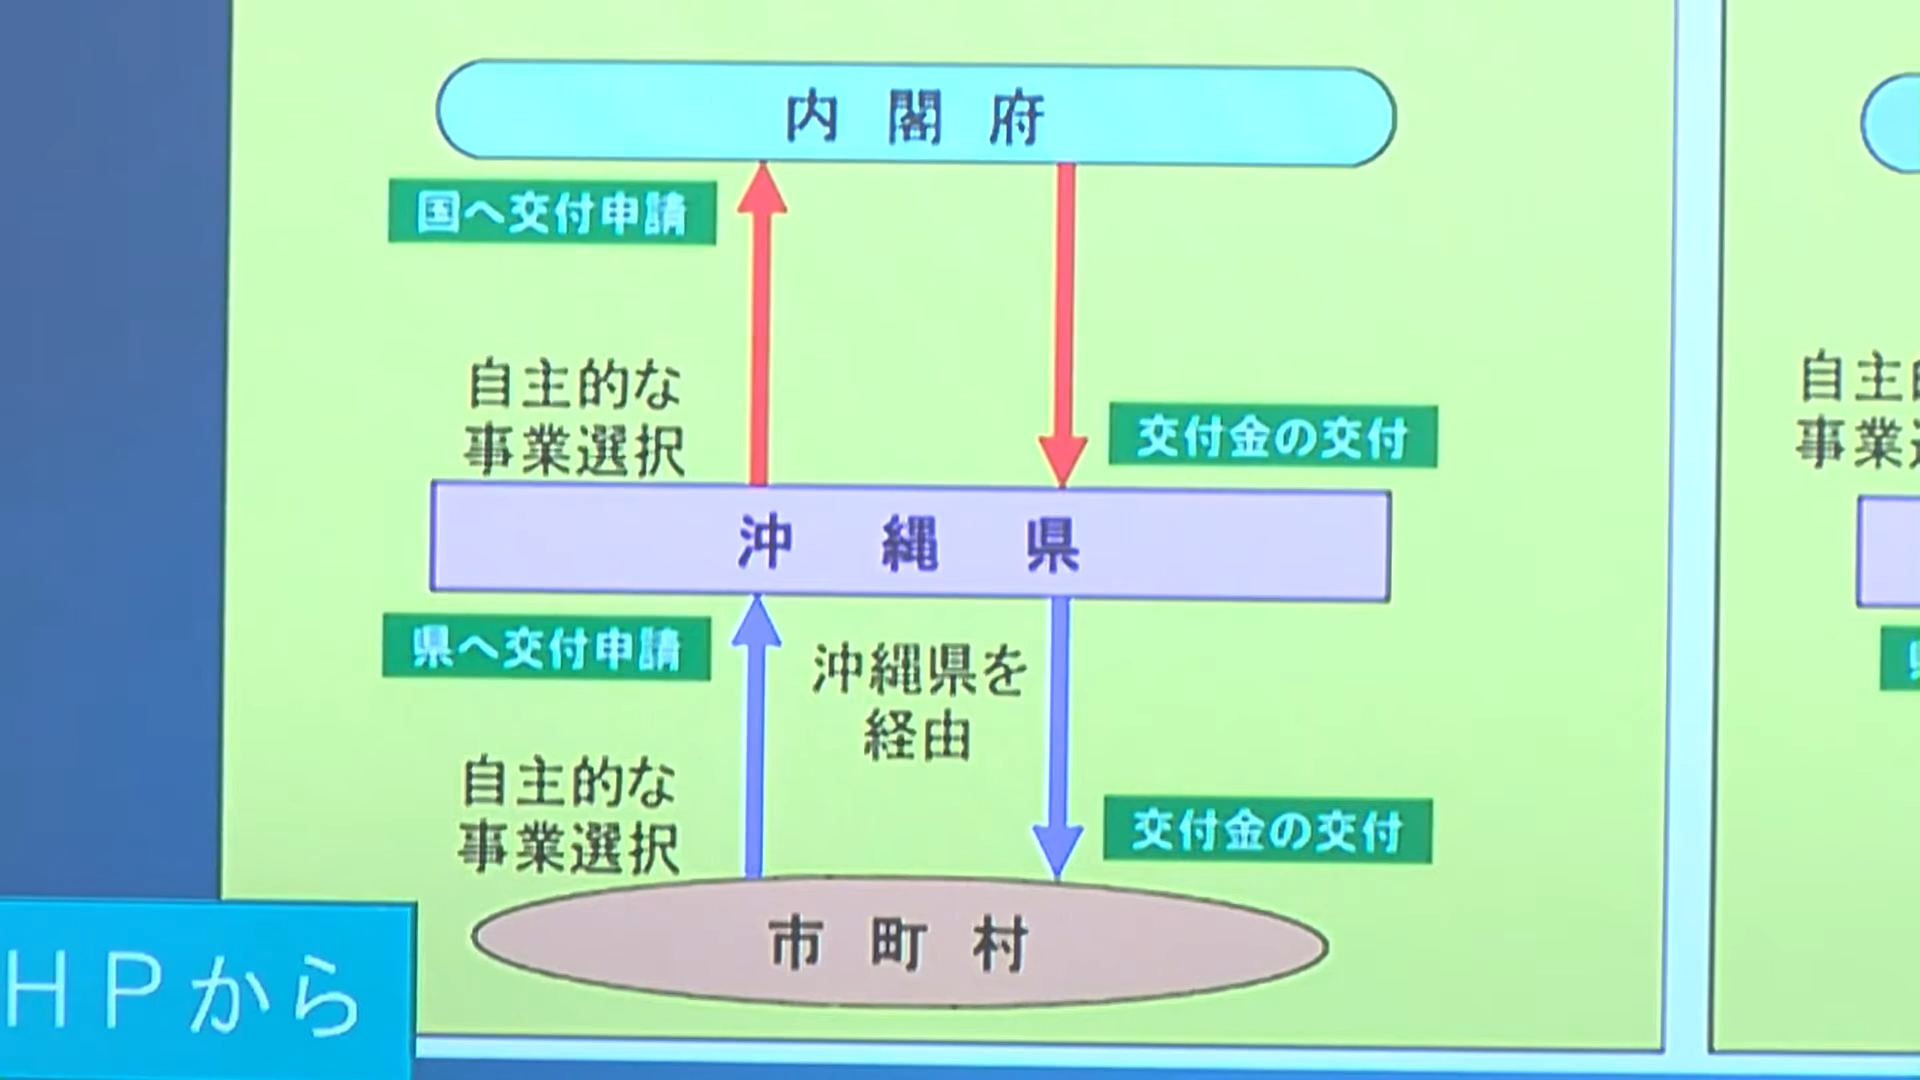 内閣府
国へ交付申請
自主的な
事業選択
交付金の交付
沖縄県
県へ交付申請
沖縄県を
経由
自主的な
事業選択
交付金の交付
市町村
HPから
自主
事業